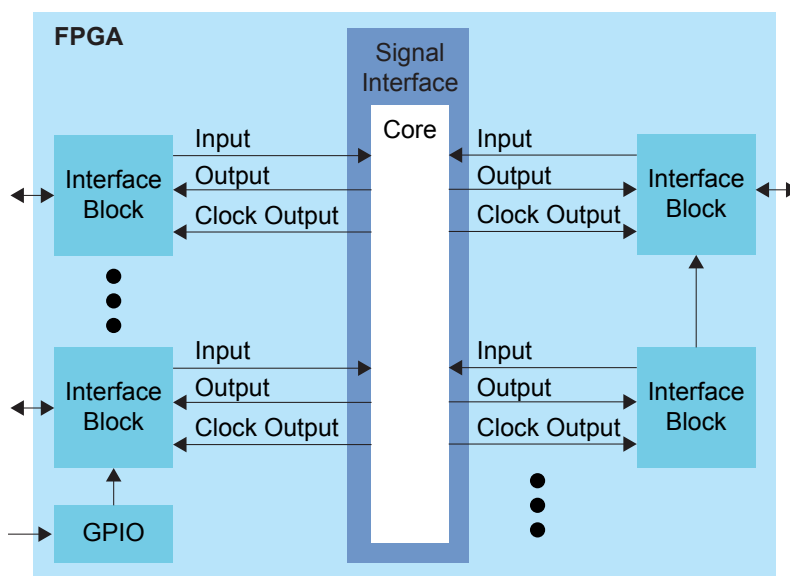 FPGA
Signal
Interface
Core
Input
Output
Clock Output
Interface
Block
Input
Output
Clock Output
Interface
Block
Input
Output
Clock Output
Interface
Block
Input
Output
Clock Output
Interface
Block
GPIO